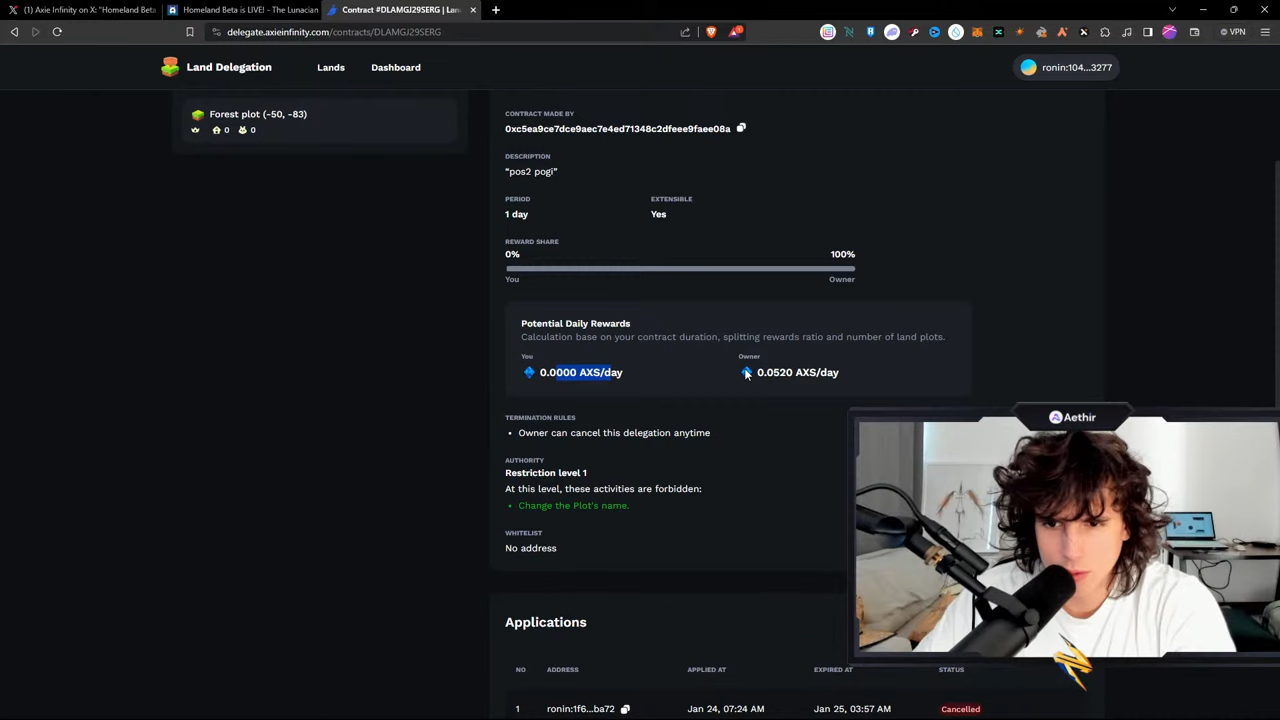 (1) Axie Infinity on X: "Homeland Beta
Homeland Beta is LIVE! - The Lunacian
Contract #DLAMGJ29SERG | Lan
delegate.axieinfinity.com/contracts/DLAMGJ29SERG
VPN
Land Delegation
Lands
Dashboard
ronin:104...3277
Forest plot (-50, -83)
0
0
CONTRACT MADE BY
0xc5ea9ce7dce9aec7e4ed71348c2dfeee9faee08a
DESCRIPTION
"pos2 pogi"
PERIOD
EXTENSIBLE
1 day
Yes
REWARD SHARE
0%
100%
You
Owner
Potential Daily Rewards
Calculation base on your contract duration, splitting rewards ratio and number of land plots.
You
Owner
0.0000 AXS/day
0.0520 AXS/day
TERMINATION RULES
• Owner can cancel this delegation anytime
AUTHORITY
Restriction level 1
At this level, these activities are forbidden:
• Change the Plot's name.
WHITELIST
No address
Aethir
Applications
NO
ADDRESS
APPLIED AT
EXPIRED AT
STATUS
1
ronin:1f6...ba72
Jan 24, 07:24 AM
Jan 25, 03:57 AM
Cancelled